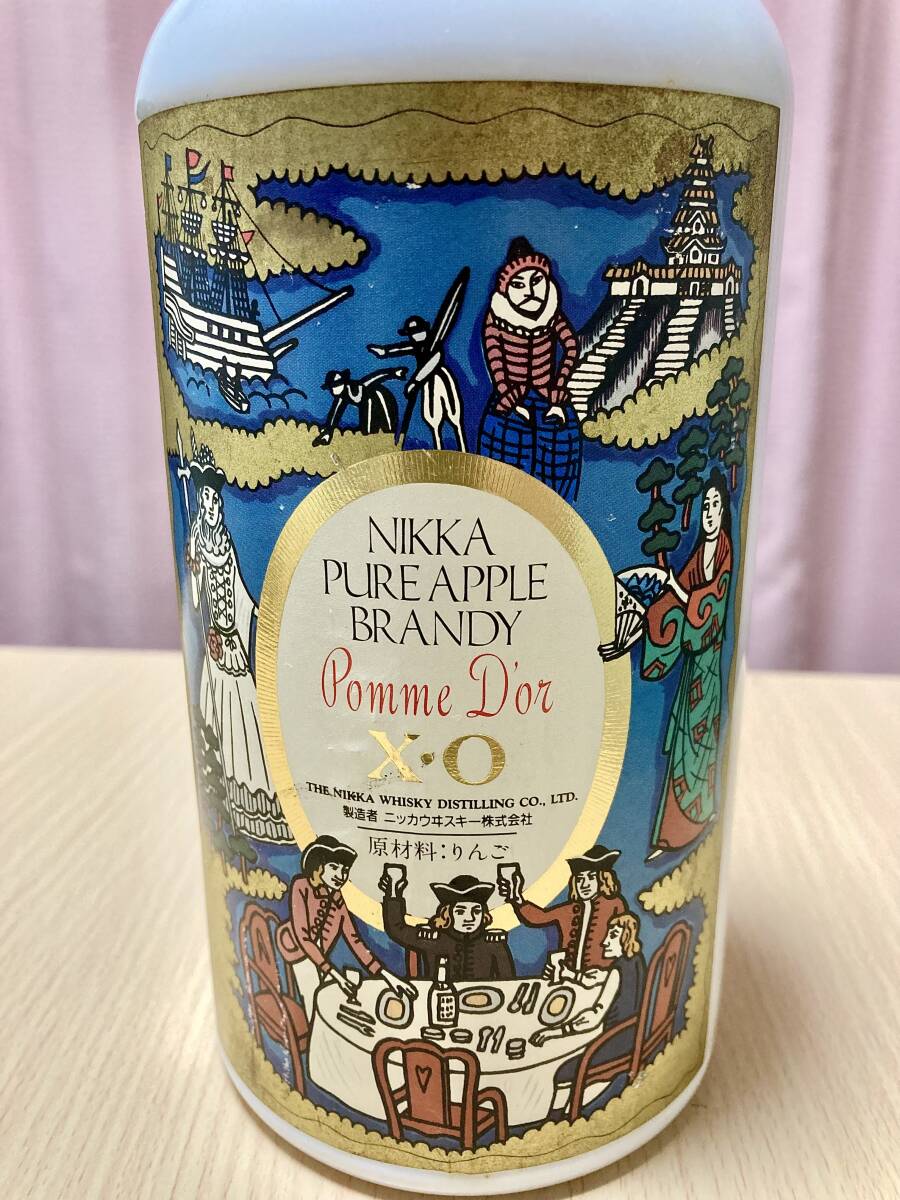 NIKKA
PURE APPLE
BRANDY
Pomme D'or
X·O
THE NIKKA WHISKY DISTILLING CO., LTD.
製造者 ニッカウヰスキー株式会社
原材料:りんご